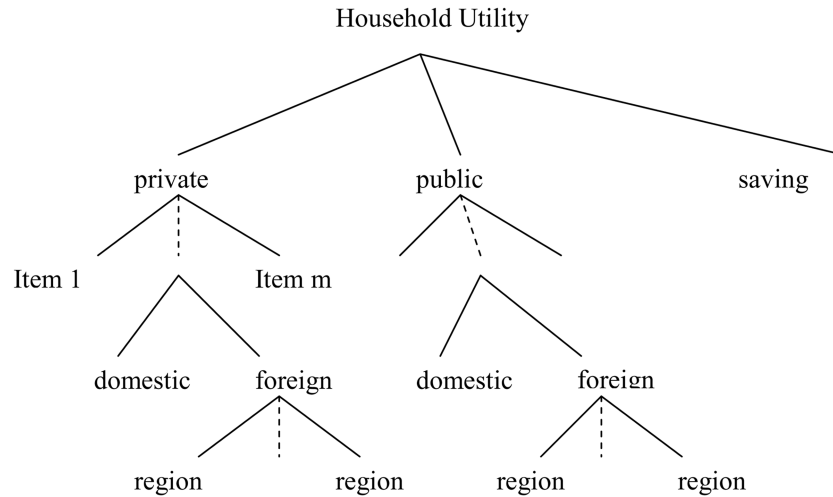 Household Utility
private public saving
Item 1 Item m
domestic foreign domestic foreign
region region region region